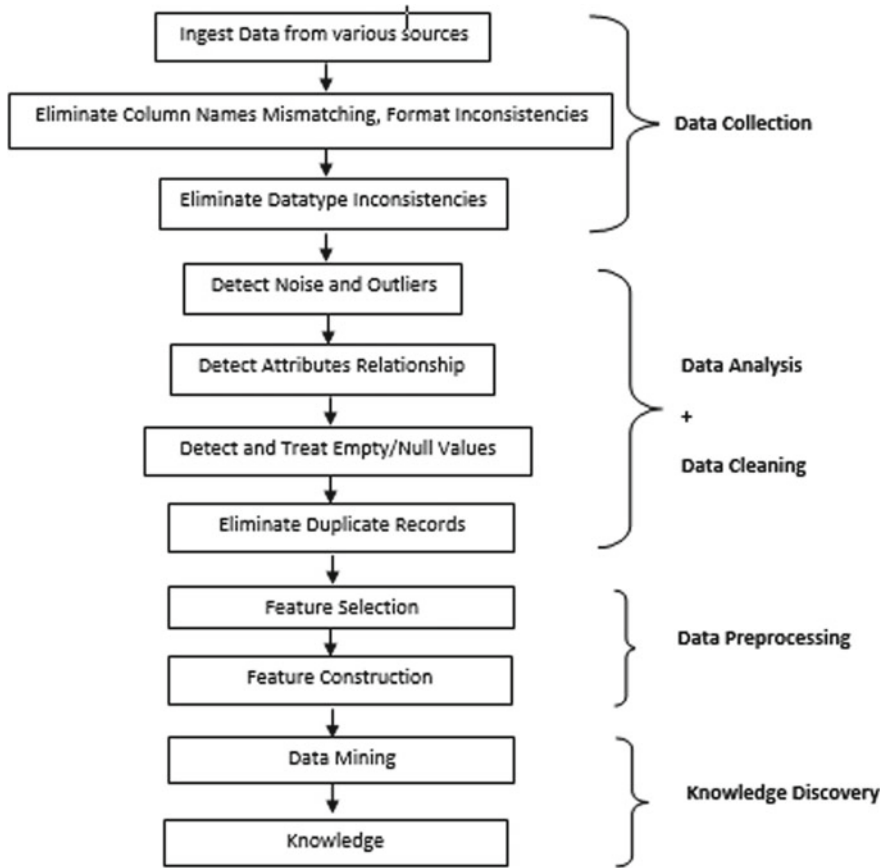 Ingest Data from various sources
Eliminate Column Names Mismatching, Format Inconsistencies
Data Collection
Eliminate Datatype Inconsistencies
Detect Noise and Outliers
Detect Attributes Relationship
Data Analysis
+
Detect and Treat Empty/Null Values
Data Cleaning
Eliminate Duplicate Records
Feature Selection
Data Preprocessing
Feature Construction
Data Mining
Knowledge Discovery
Knowledge